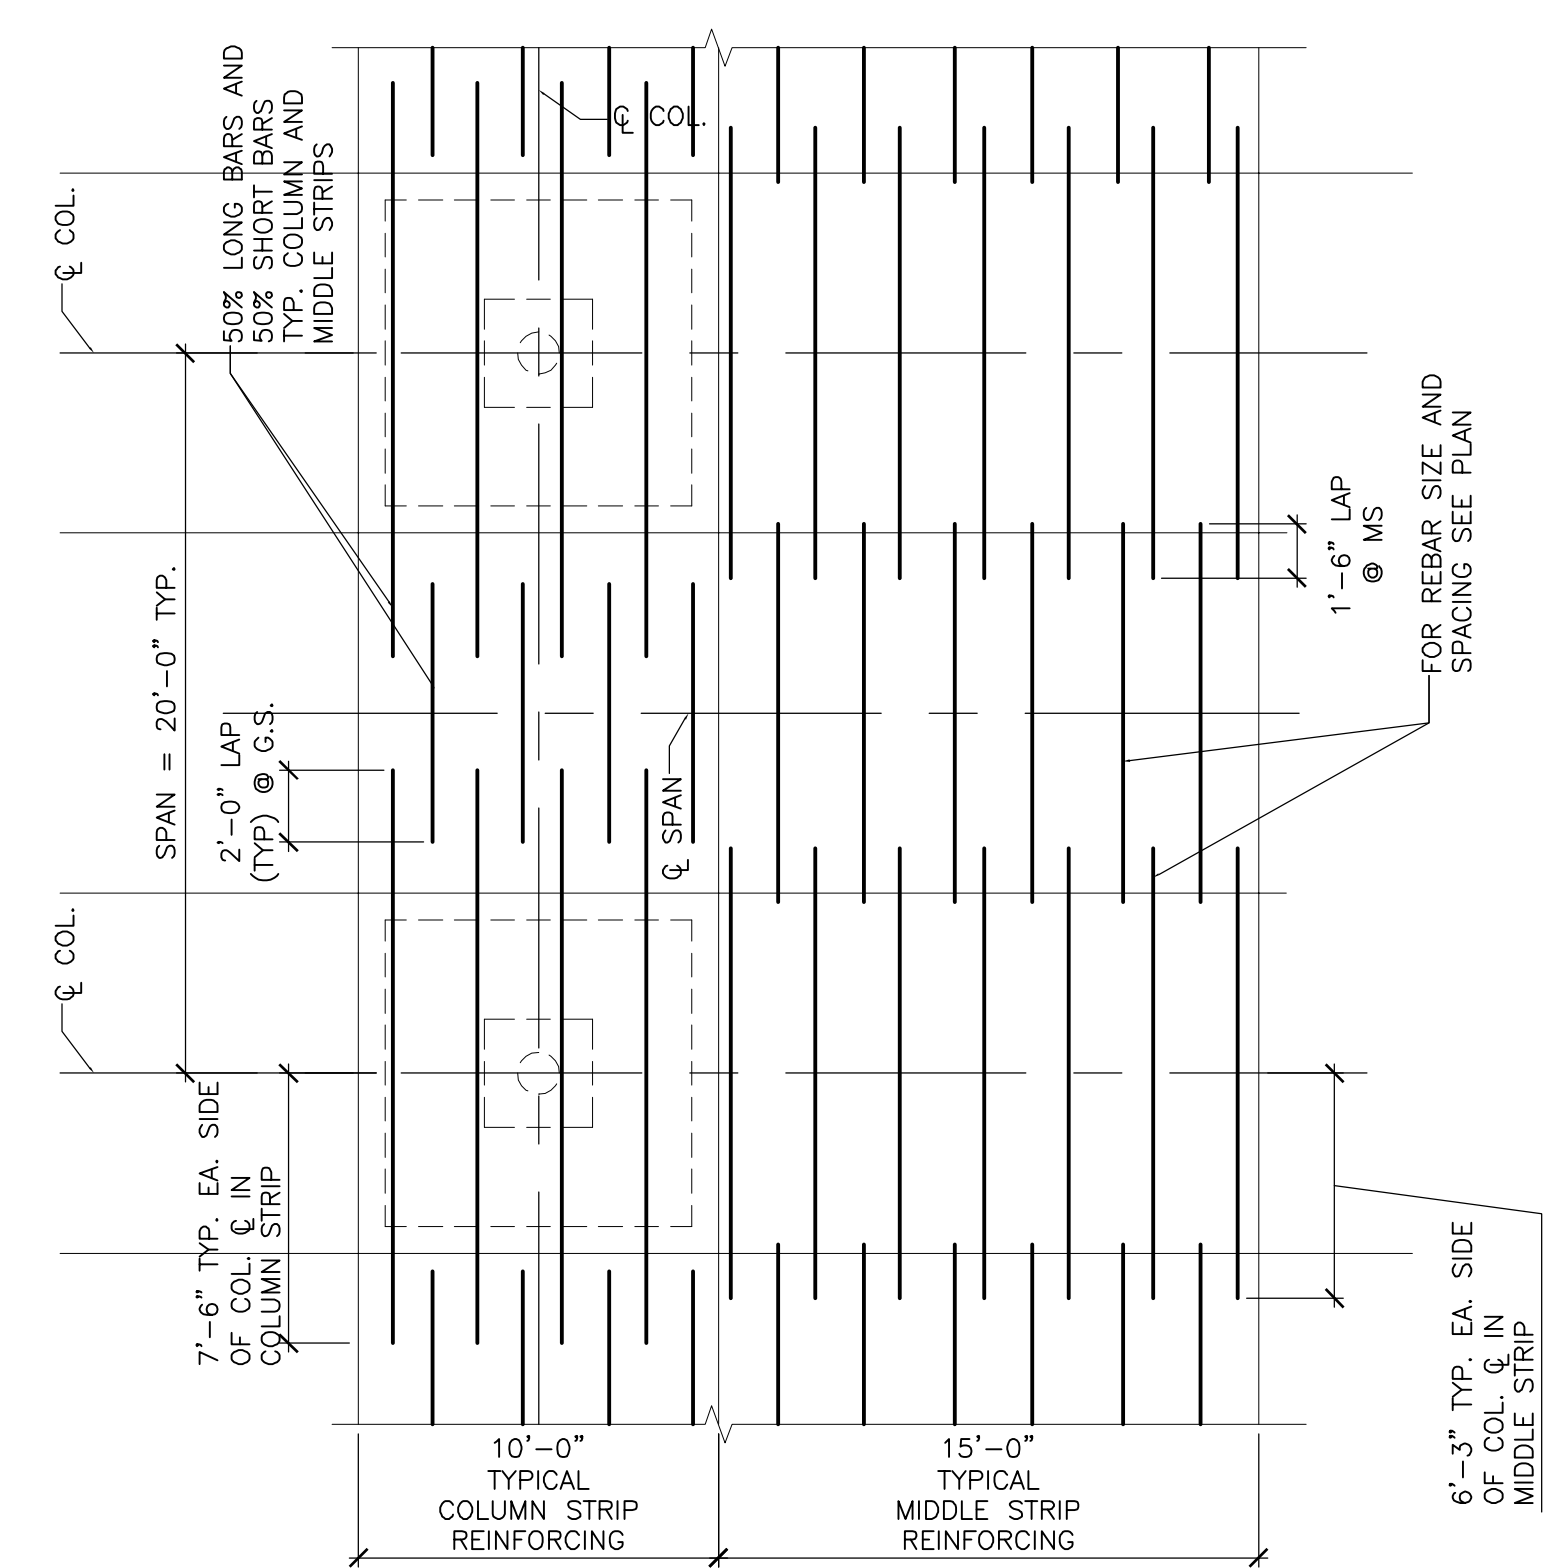 50% LONG BARS AND
50% SHORT BARS
TYP. COLUMN AND
MIDDLE STRIPS
℄ COL.
℄ COL.
SPAN = 20'-0" TYP.
2'-0" LAP
(TYP) @ G.S.
℄ SPAN
1'-6" LAP
@ MS
FOR REBAR SIZE AND
SPACING SEE PLAN
℄ COL.
7'-6" TYP. EA. SIDE
OF COL. ℄ IN
COLUMN STRIP
6'-3" TYP. EA. SIDE
OF COL. ℄ IN
MIDDLE STRIP
10'-0"
TYPICAL
COLUMN STRIP
REINFORCING
15'-0"
TYPICAL
MIDDLE STRIP
REINFORCING